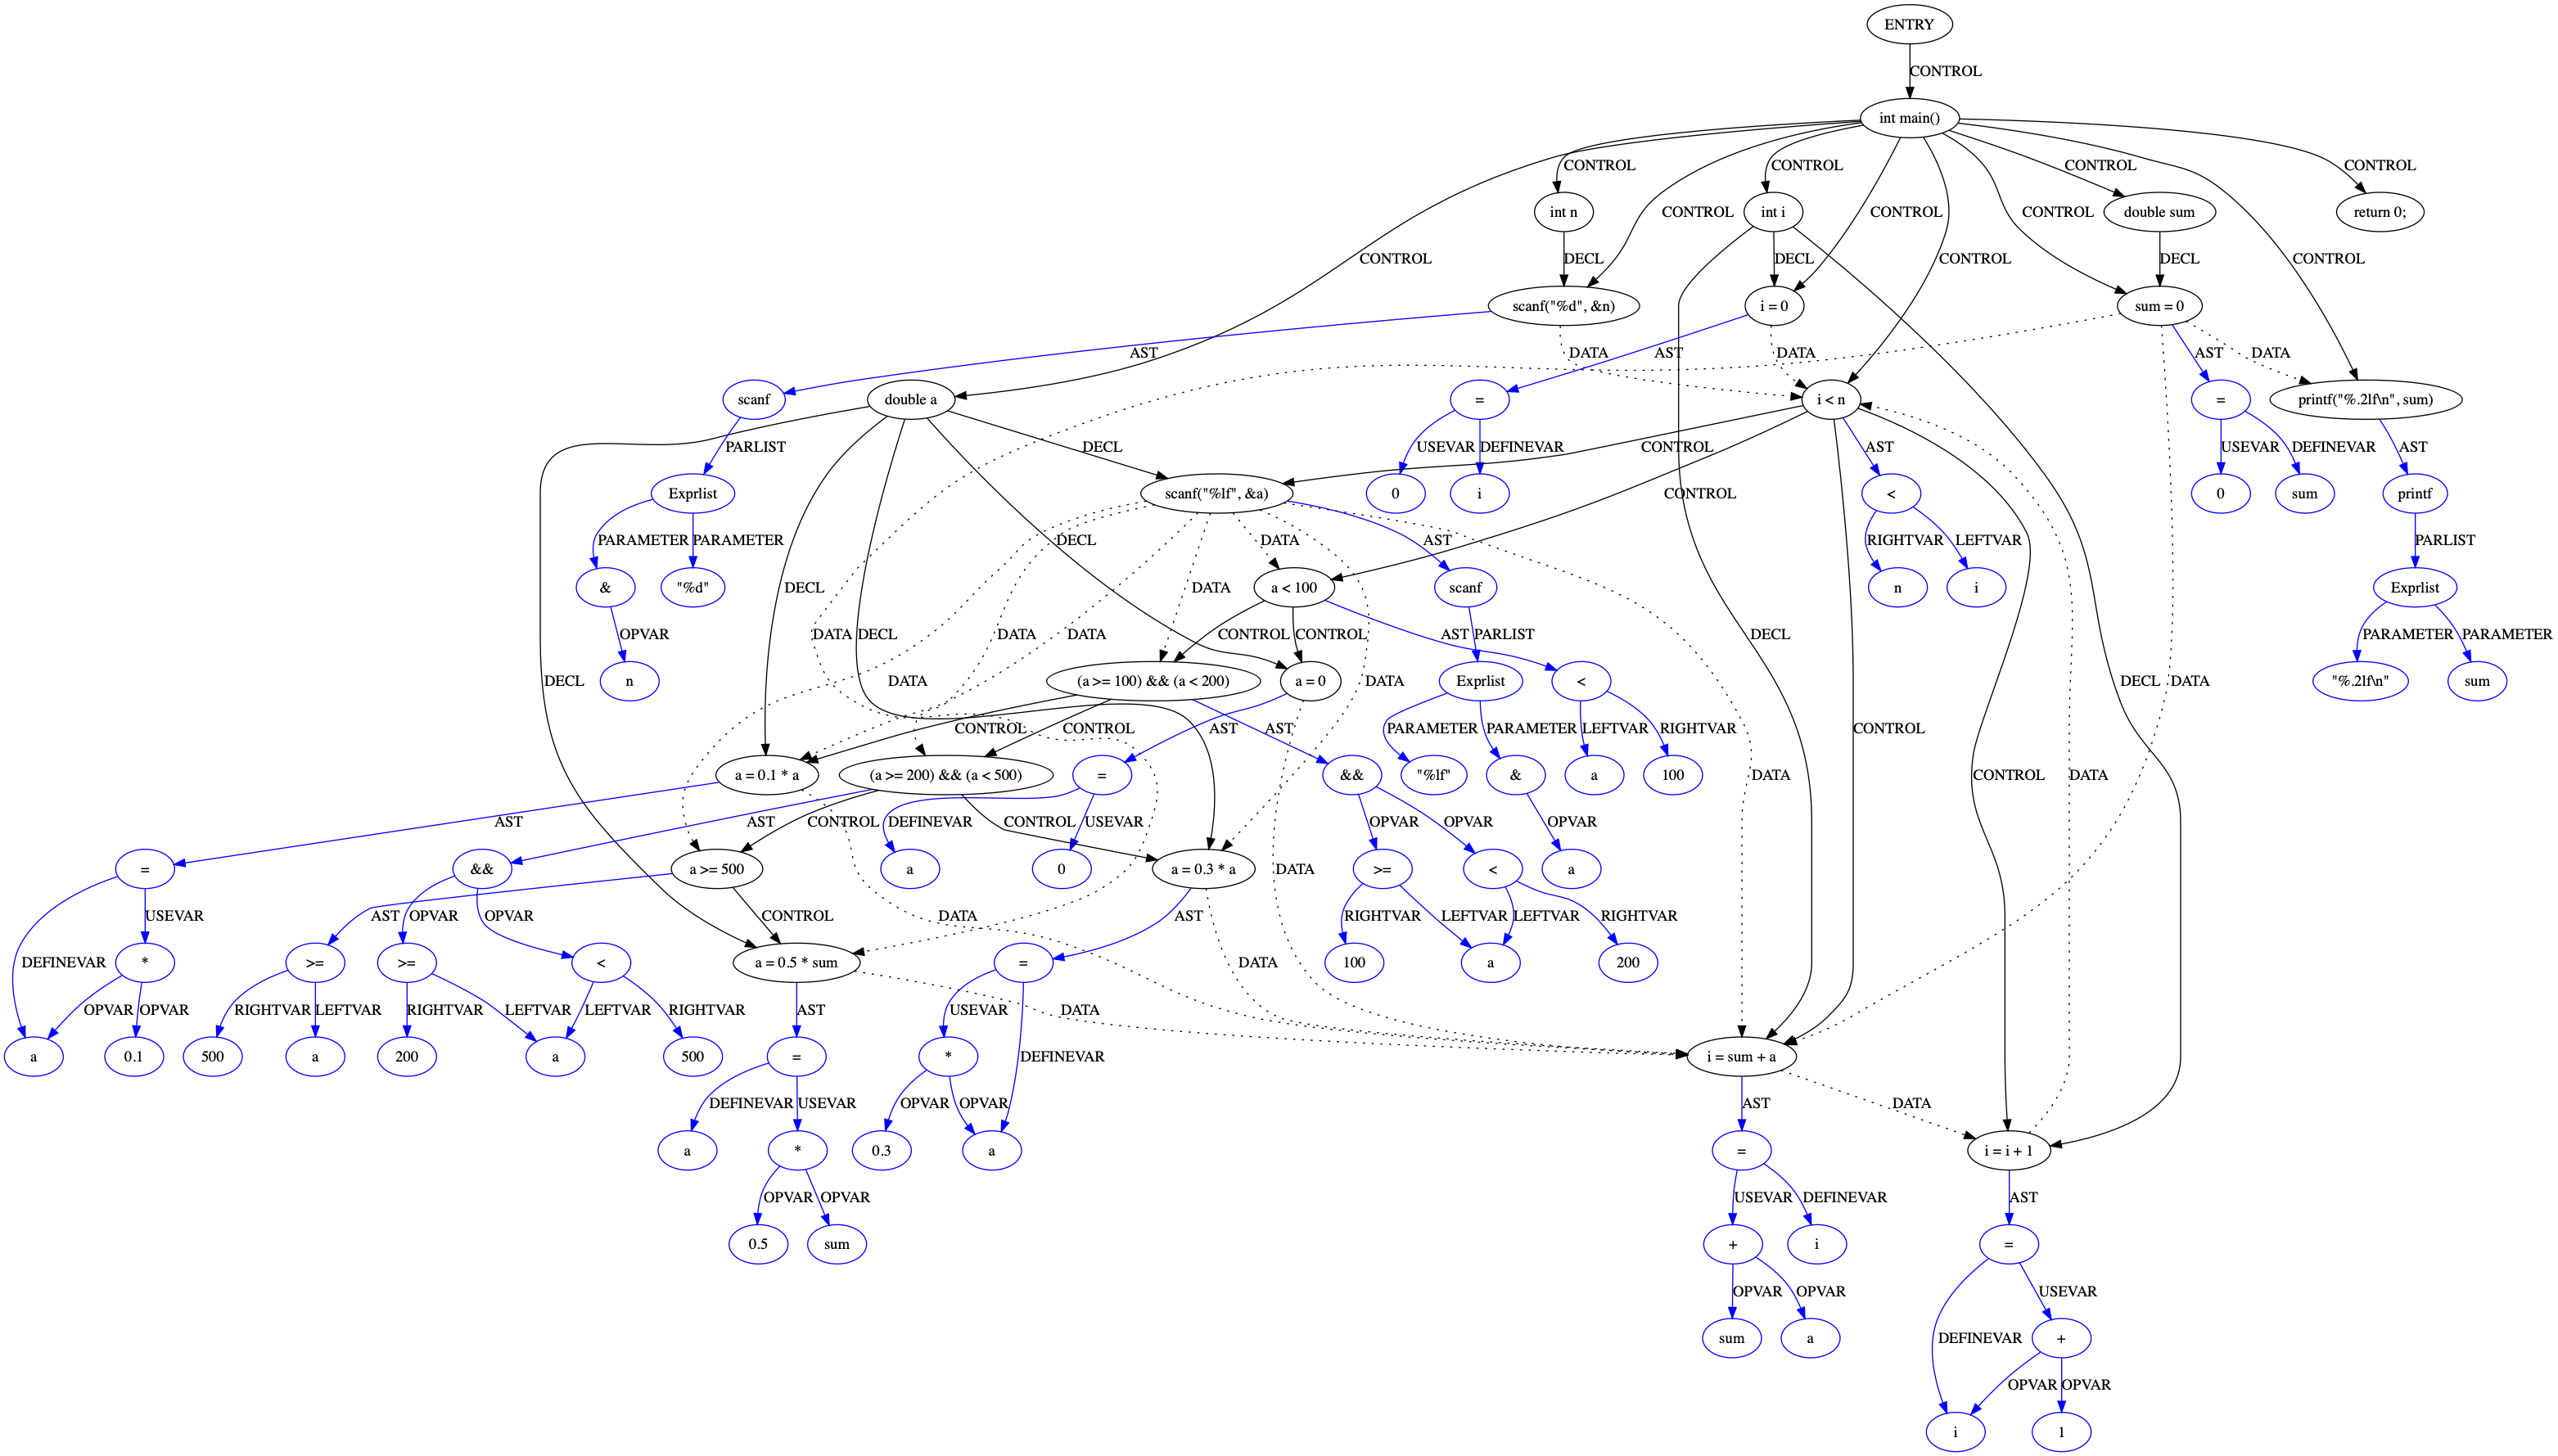 ENTRY
CONTROL
int main()
CONTROL
CONTROL
CONTROL
CONTROL
int n
CONTROL
int i
CONTROL
CONTROL
double sum
return 0;
CONTROL
DECL
DECL
CONTROL
DECL
CONTROL
scanf("%d", &n)
i = 0
sum = 0
AST
DATA
AST
DATA
AST
DATA
scanf
double a
=
i < n
=
printf("%.2lf\n", sum)
PARLIST
DECL
USEVAR
DEFINEVAR
CONTROL
AST
USEVAR
DEFINEVAR
AST
Exprlist
scanf("%lf", &a)
0
i
CONTROL
<
0
sum
printf
PARAMETER
PARAMETER
DECL
DATA
AST
RIGHTVAR
LEFTVAR
PARLIST
&
"%d"
DECL
DATA
a < 100
scanf
n
i
Exprlist
OPVAR
DATA
DECL
DATA
DATA
CONTROL
CONTROL
AST
PARLIST
DECL
PARAMETER
PARAMETER
n
DECL
DATA
(a >= 100) && (a < 200)
a = 0
DATA
Exprlist
<
DECL
DATA
"%.2lf\n"
sum
CONTROL
CONTROL
AST
AST
PARAMETER
PARAMETER
LEFTVAR
RIGHTVAR
CONTROL
a = 0.1 * a
(a >= 200) && (a < 500)
=
&&
"%lf"
&
a
100
DATA
CONTROL
DATA
AST
AST
CONTROL
DEFINEVAR
USEVAR
CONTROL
OPVAR
OPVAR
OPVAR
=
&&
a >= 500
a
0
a = 0.3 * a
>=
<
a
DATA
USEVAR
AST
OPVAR
OPVAR
CONTROL
DATA
AST
RIGHTVAR
LEFTVAR
LEFTVAR
RIGHTVAR
DEFINEVAR
*
>=
>=
<
a = 0.5 * sum
=
DATA
100
a
200
OPVAR
OPVAR
RIGHTVAR
LEFTVAR
RIGHTVAR
LEFTVAR
LEFTVAR
RIGHTVAR
AST
USEVAR
DATA
a
0.1
500
a
200
a
500
=
*
DEFINEVAR
i = sum + a
DEFINEVAR
USEVAR
OPVAR
OPVAR
AST
DATA
a
*
0.3
a
=
i = i + 1
OPVAR
OPVAR
USEVAR
DEFINEVAR
AST
0.5
sum
+
i
=
OPVAR
OPVAR
USEVAR
sum
a
DEFINEVAR
+
OPVAR
OPVAR
i
1